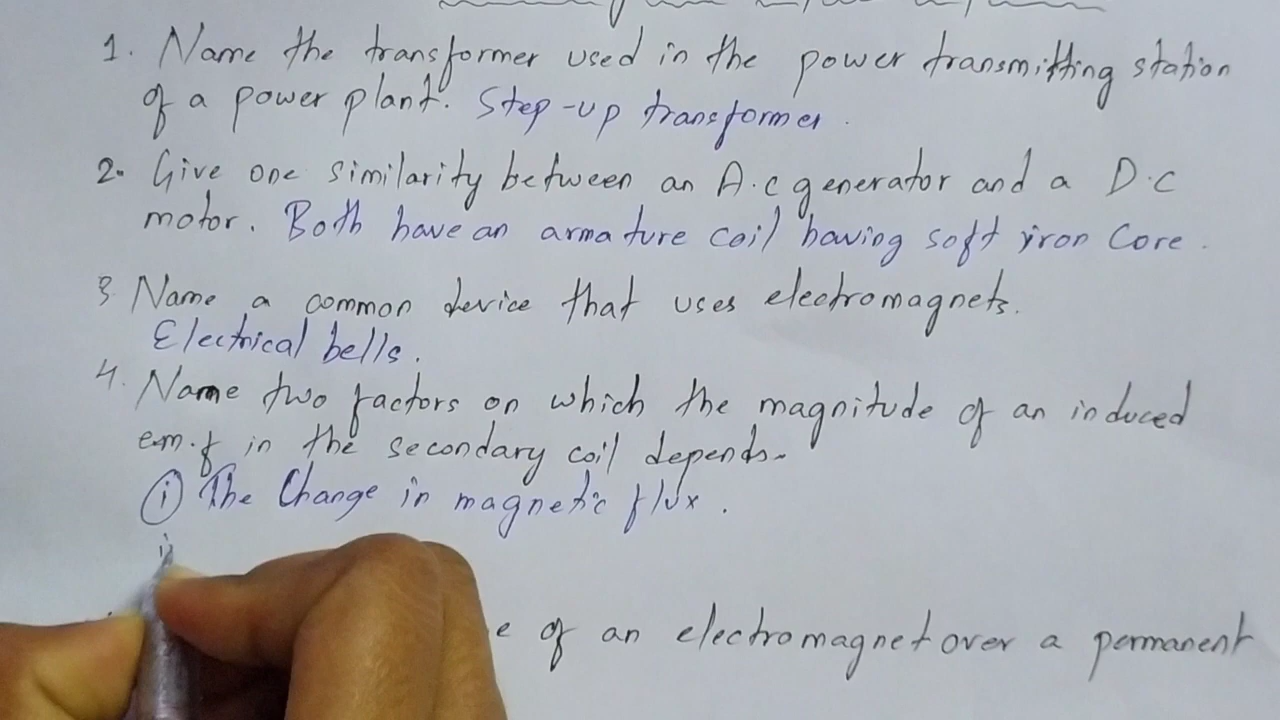 1. Name the transformer used in the power transmitting station
of a power plant. Step-up transformer.
2. Give one similarity between an A.c generator and a D.c
motor. Both have an armature coil having soft iron Core.
3. Name a common device that uses electromagnets.
Electrical bells.
4. Name two factors on which the magnitude of an induced
e.m.f in the secondary coil depends.
(i) The Change in magnetic flux.
ii
of an electromagnet over a permanent